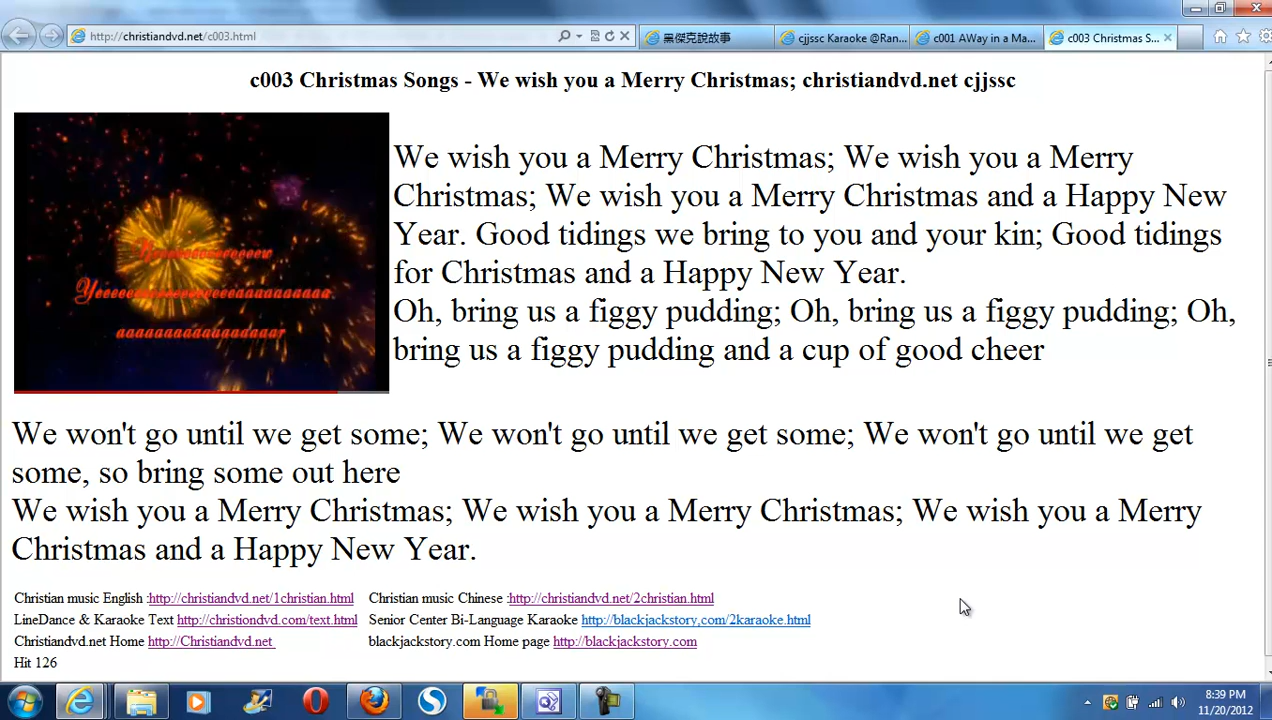 http://christiandvd.net/c003.html
黑傑克說故事
cjjssc Karaoke @Ran...
c001 AWay in a Ma...
c003 Christmas S...
c003 Christmas Songs - We wish you a Merry Christmas; christiandvd.net cjjssc
We wish you a Merry Christmas; We wish you a Merry
Christmas; We wish you a Merry Christmas and a Happy New
Year. Good tidings we bring to you and your kin; Good tidings
for Christmas and a Happy New Year.
Oh, bring us a figgy pudding; Oh, bring us a figgy pudding; Oh,
bring us a figgy pudding and a cup of good cheer
We won't go until we get some; We won't go until we get some; We won't go until we get
some, so bring some out here
We wish you a Merry Christmas; We wish you a Merry Christmas; We wish you a Merry
Christmas and a Happy New Year.
Christian music English :http://christiandvd.net/1christian.html Christian music Chinese :http://christiandvd.net/2christian.html
LineDance & Karaoke Text http://christiondvd.com/text.html Senior Center Bi-Language Karaoke http://blackjackstory,com/2karaoke.html
Christiandvd.net Home http://Christiandvd.net blackjackstory.com Home page http://blackjackstory.com
Hit 126
8:39 PM
11/20/2012